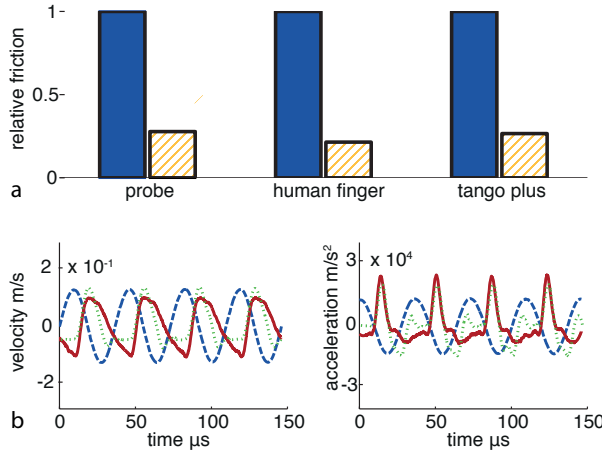 relative friction
1
0.5
0
probe human finger tango plus
a
velocity m/s
x 10⁻¹
2
0
-2
0 50 100 150
time µs
acceleration m/s²
x 10⁴
3
0
-3
0 50 100 150
time µs
b